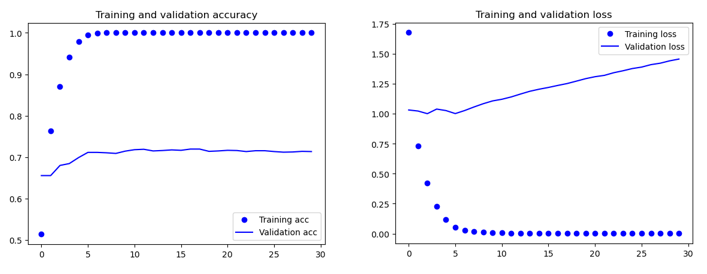 Training and validation accuracy
1.0
0.9
0.8
0.7
0.6
0.5
0 5 10 15 20 25 30
Training acc
Validation acc
Training and validation loss
1.75
1.50
1.25
1.00
0.75
0.50
0.25
0.00
0 5 10 15 20 25 30
Training loss
Validation loss